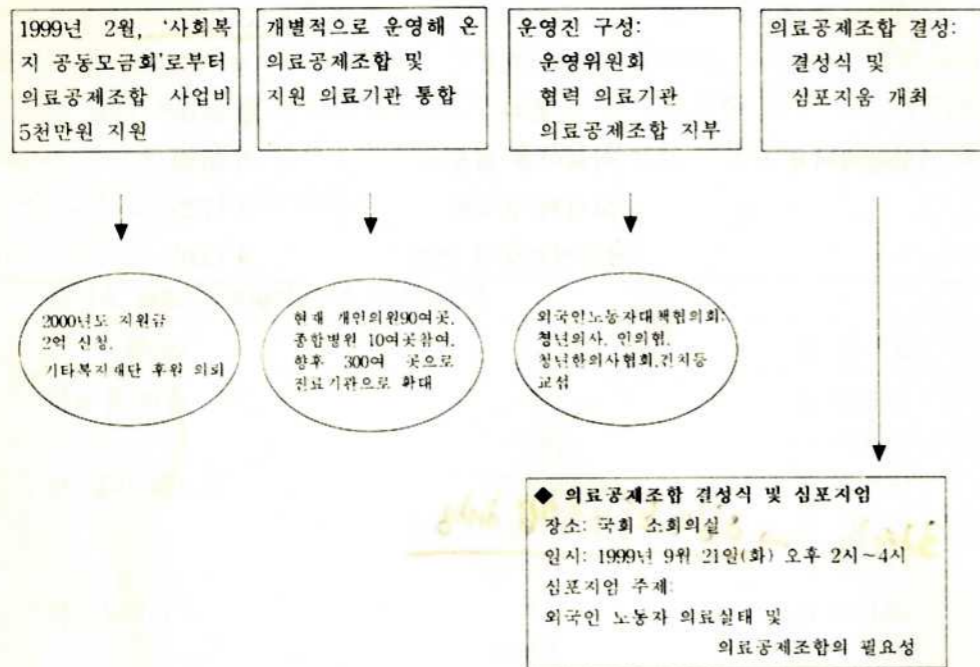 1999년 2월, '사회복
지 공동모금회'로부터
의료공제조합 사업비
5천만원 지원
개별적으로 운영해 온
의료공제조합 및
지원 의료기관 통합
운영진 구성:
운영위원회
협력 의료기관
의료공제조합 지부
의료공제조합 결성:
결성식 및
심포지움 개최
2000년도 지원금
2억 신청,
기타복지재단 후원 의뢰
현재 개인의원90여곳,
종합병원 10여곳참여,
향후 300여 곳으로
진료기관으로 확대
외국인노동자대책협의회:
청년의사, 인의협,
청년한의사협회,건치등
교섭
◆ 의료공제조합 결성식 및 심포지엄
장소: 국회 소회의실
일시: 1999년 9월 21일(화) 오후 2시~4시
심포지엄 주제:
외국인 노동자 의료실태 및
의료공제조합의 필요성